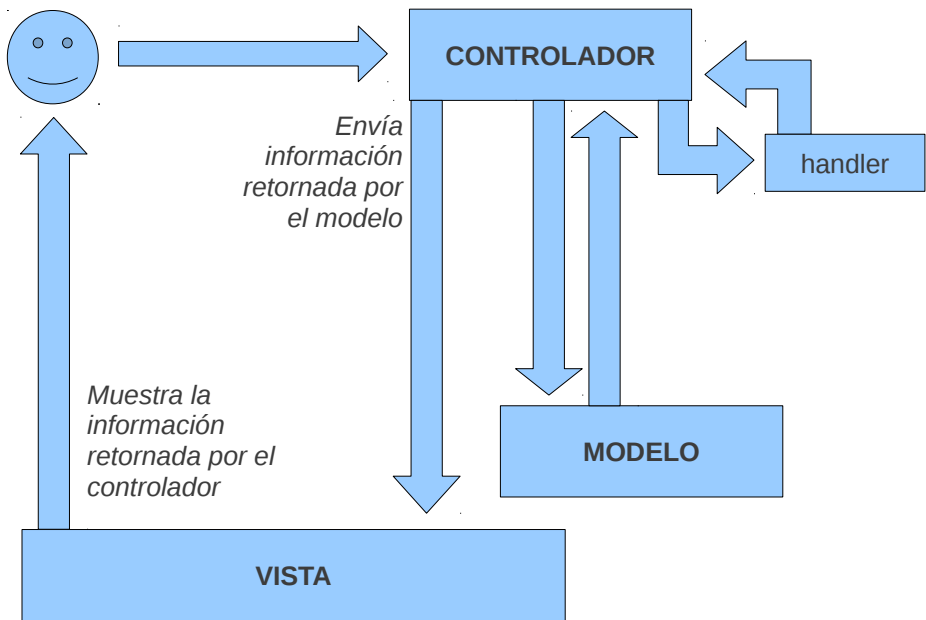 CONTROLADOR
Envía
información
retornada por
el modelo
handler
Muestra la
información
retornada por el
controlador
MODELO
VISTA